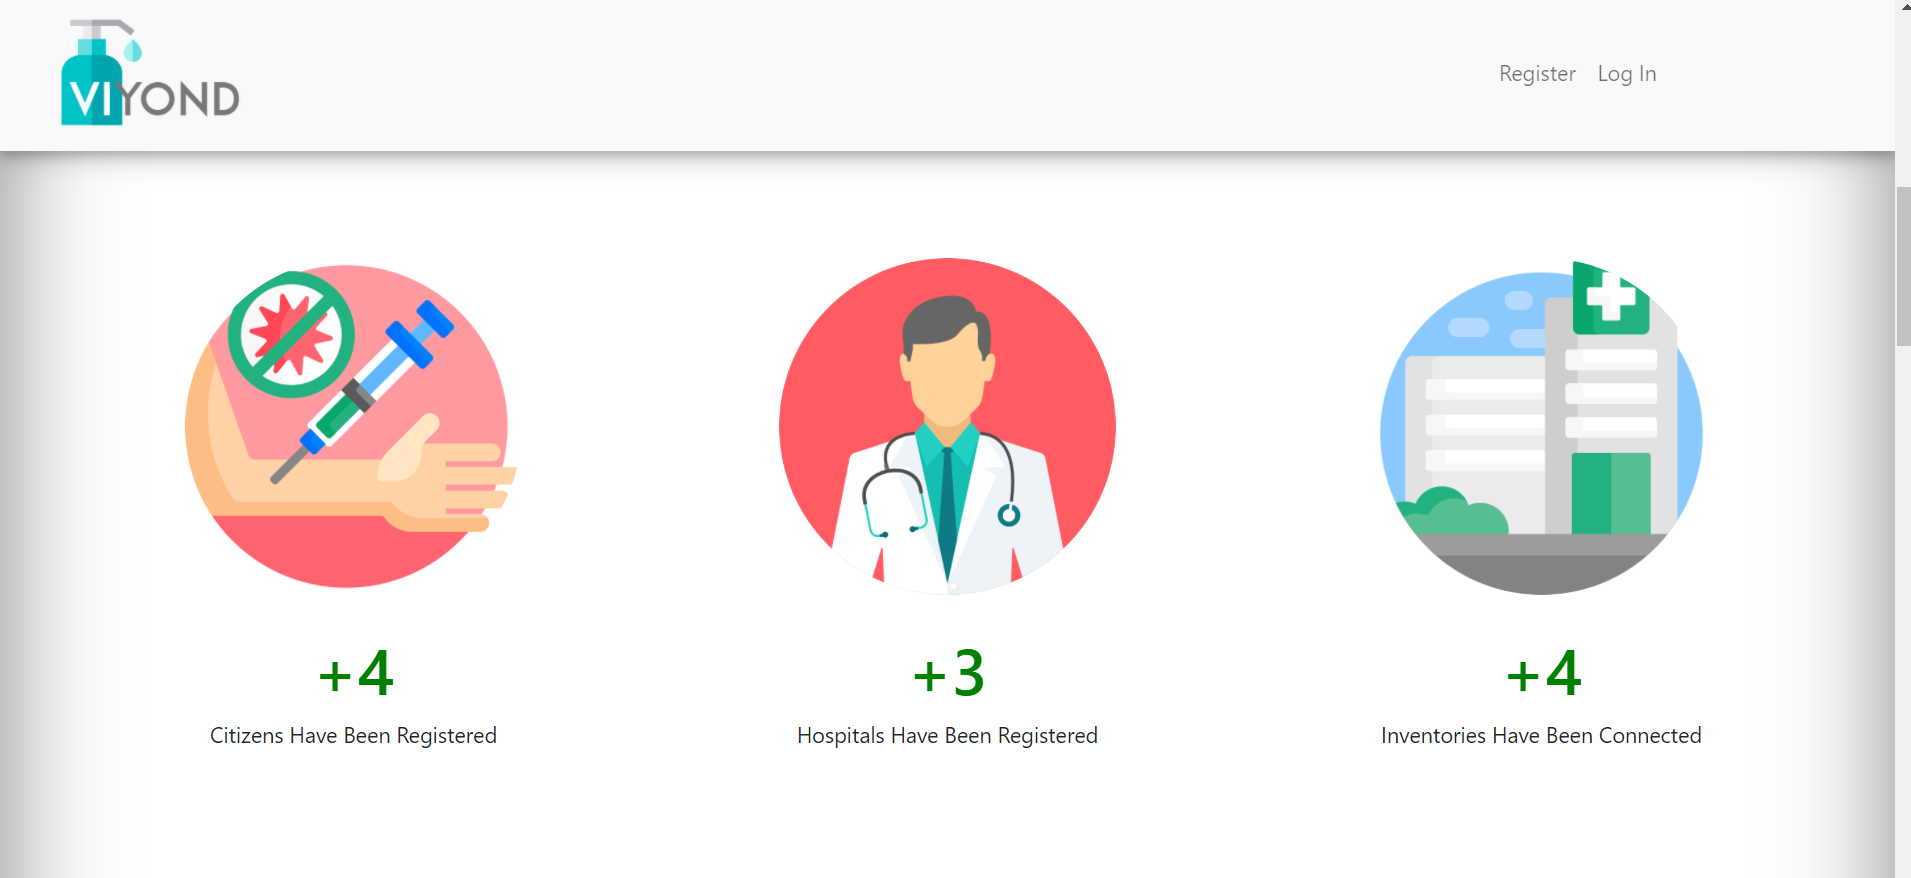 VIYOND
Register Log In
+4
Citizens Have Been Registered
+3
Hospitals Have Been Registered
+4
Inventories Have Been Connected